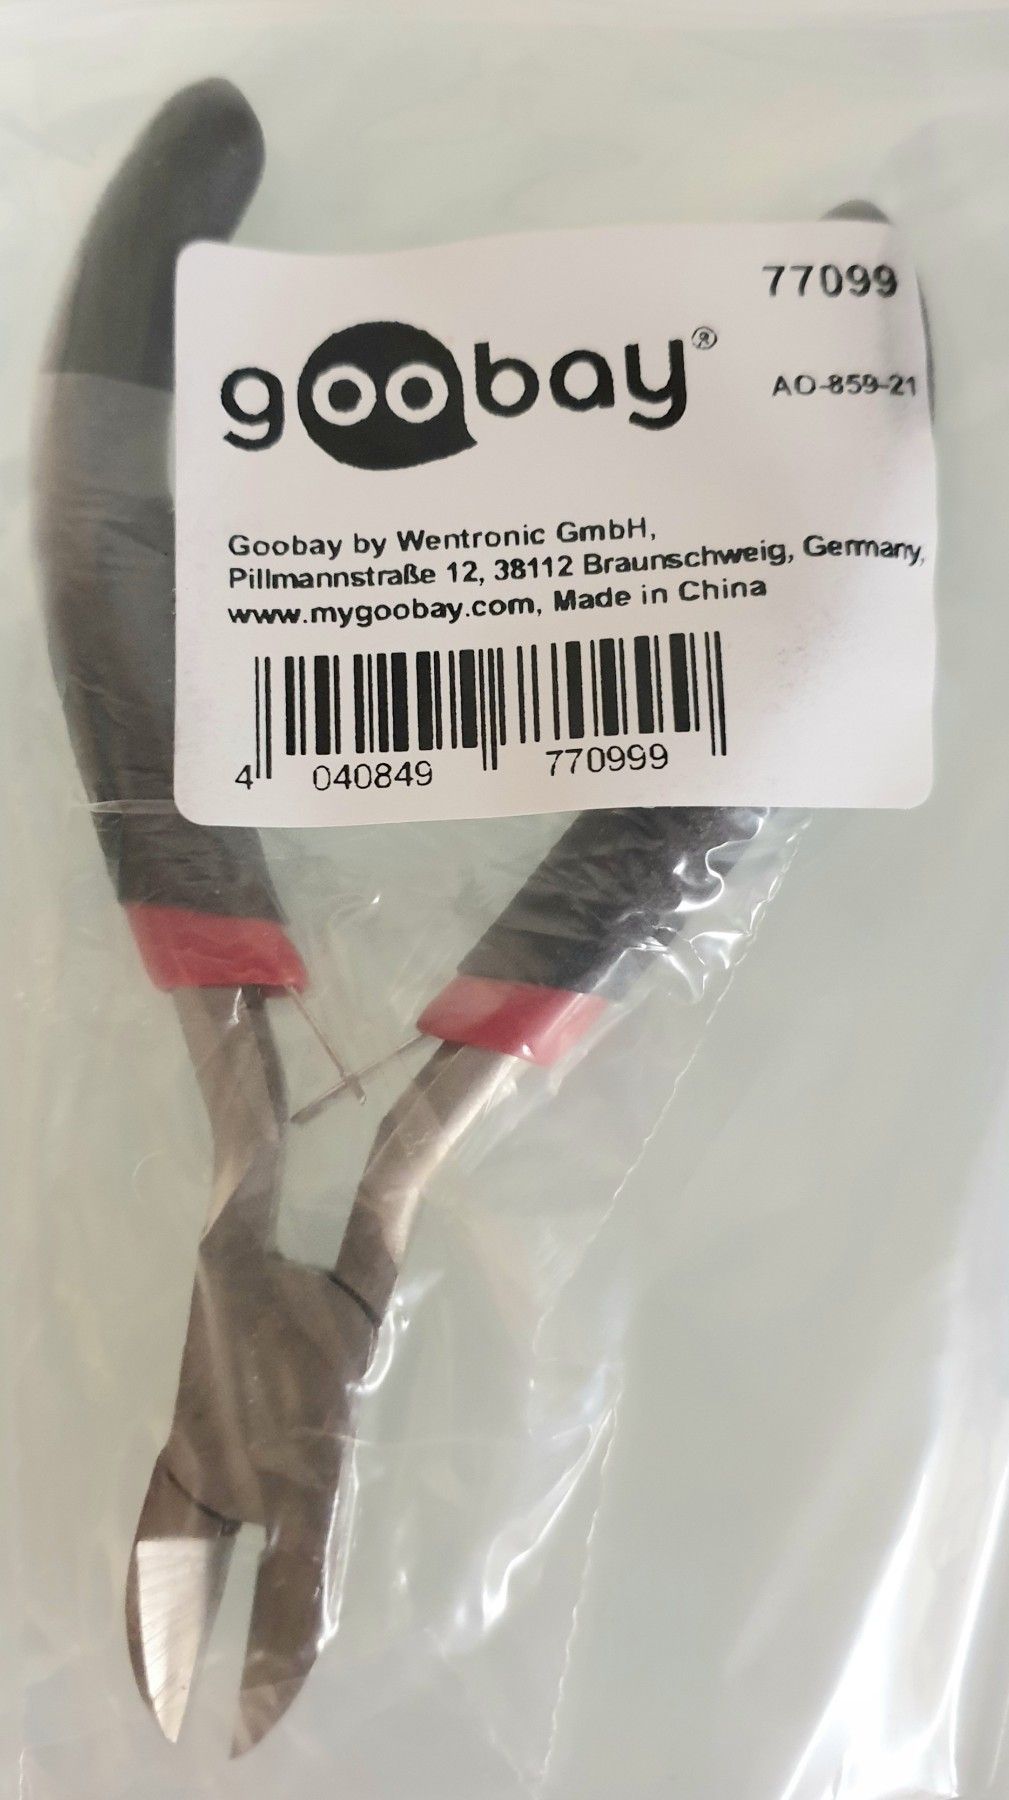 77099
goobay®
AO-859-21
Goobay by Wentronic GmbH,
Pillmannstraße 12, 38112 Braunschweig, Germany,
www.mygoobay.com, Made in China
4 040849 770999